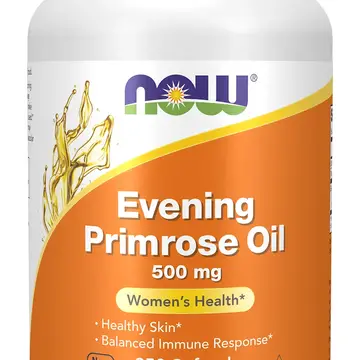 NOW®
Evening
Primrose Oil
500 mg
Women's Health*
• Healthy Skin*
• Balanced Immune Response*